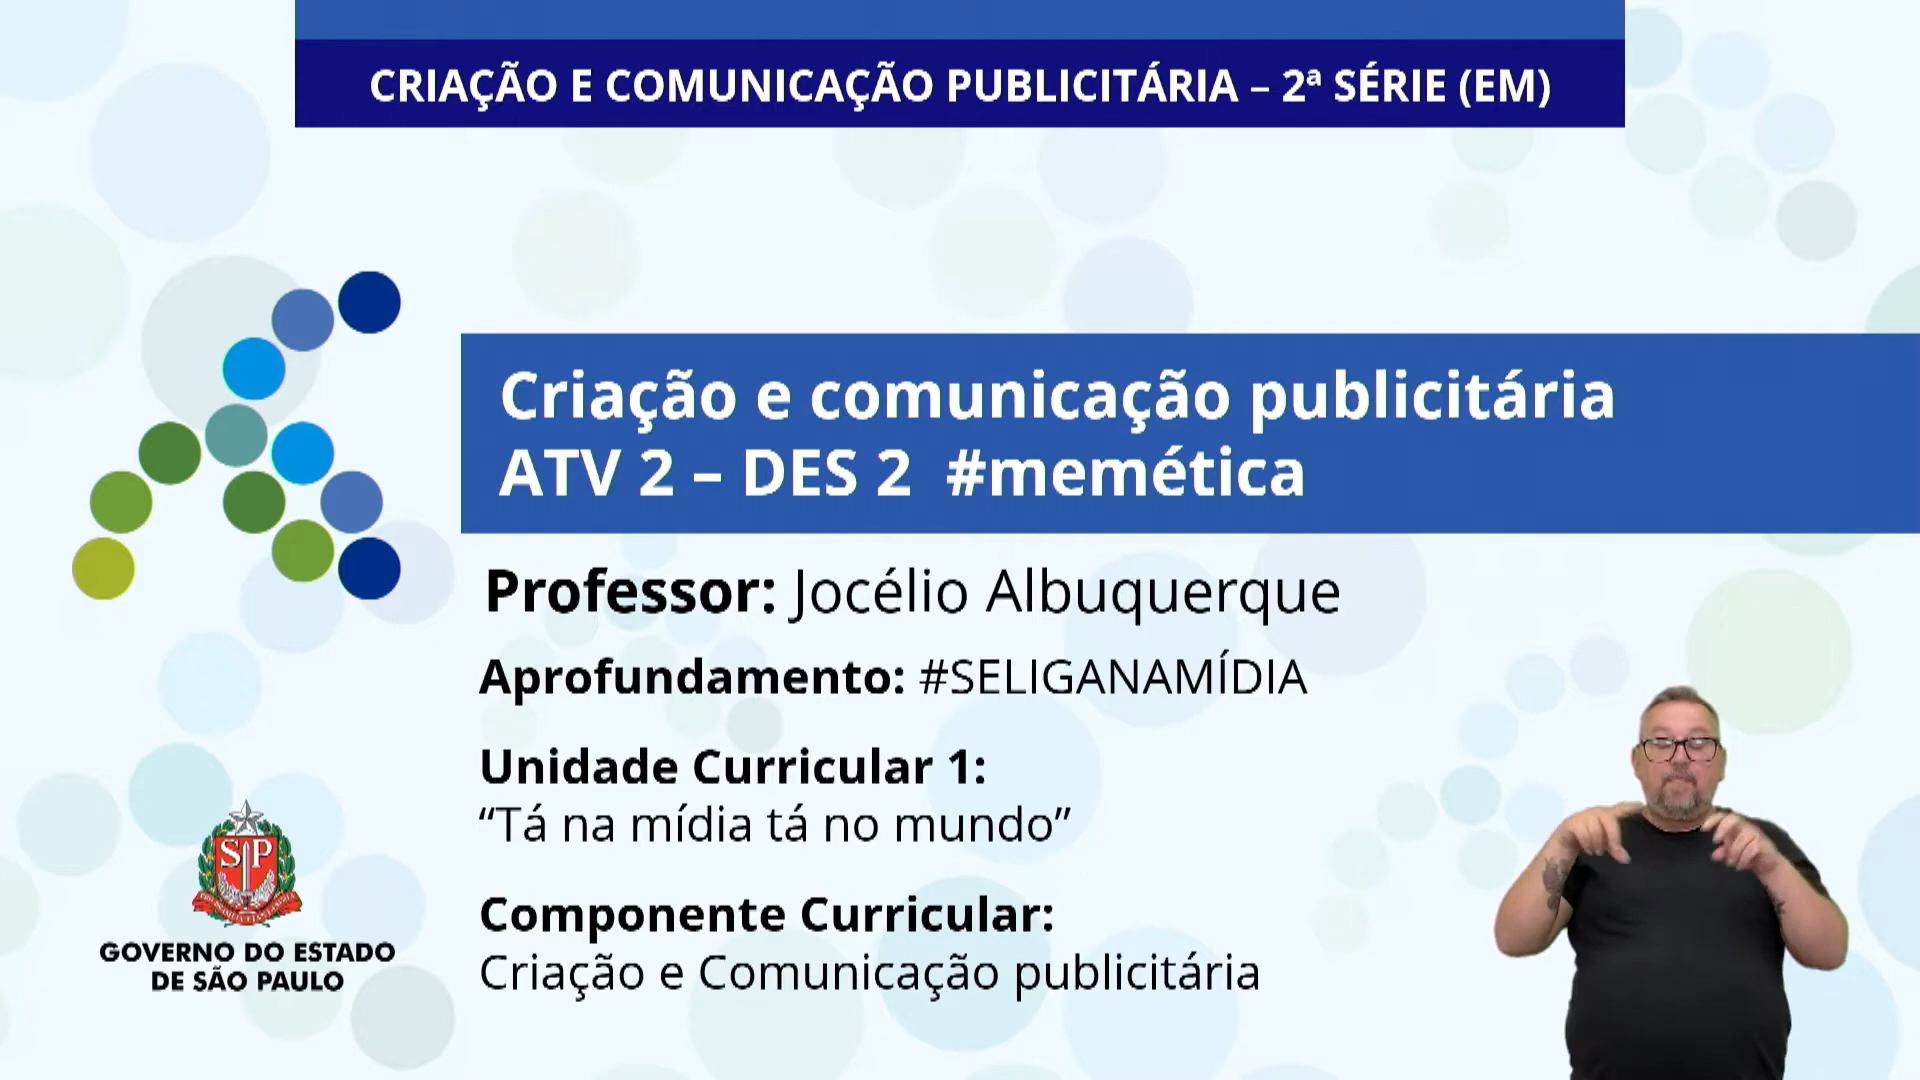 CRIAÇÃO E COMUNICAÇÃO PUBLICITÁRIA – 2ª SÉRIE (EM)
Criação e comunicação publicitária
ATV 2 – DES 2 #memética
Professor: Jocélio Albuquerque
Aprofundamento: #SELIGANAMÍDIA
Unidade Curricular 1:
“Tá na mídia tá no mundo”
Componente Curricular:
Criação e Comunicação publicitária
SP
GOVERNO DO ESTADO
DE SÃO PAULO